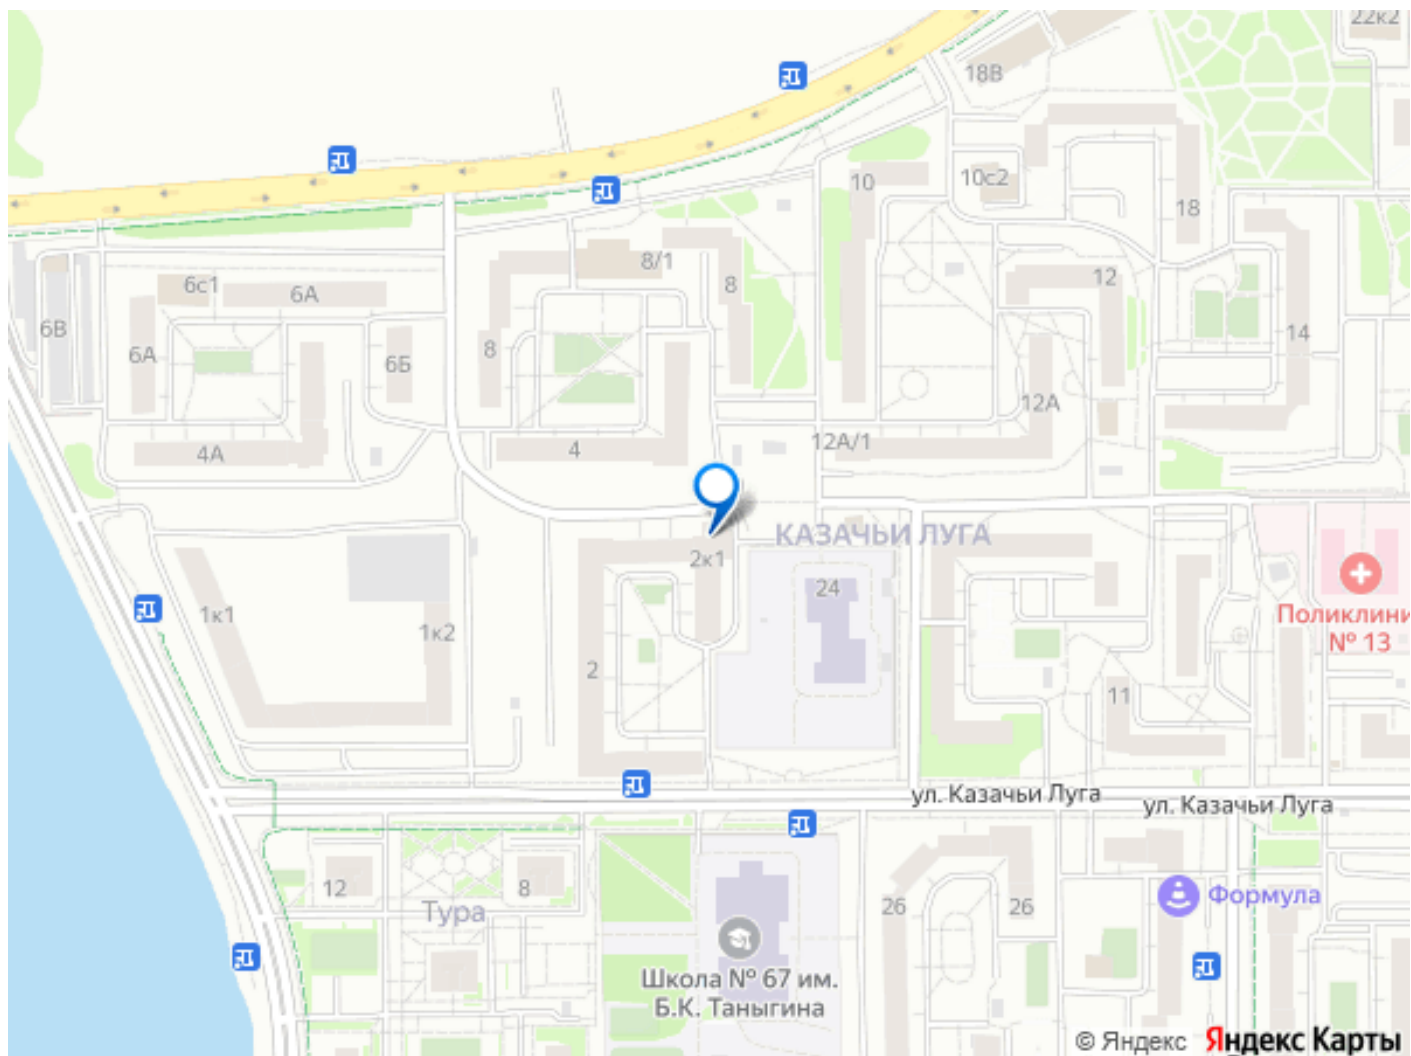 22к2
18В
10
10с2
18
8/1
6с1
6А
8
12
6В
14
6А
8
6Б
12А
4А
4
12А/1
КАЗАЧЬИ ЛУГА
2к1
24
Поликлини
№ 13
1к1
1к2
2
11
ул. Казачьи Луга
ул. Казачьи Луга
12
8
Тура
26
26
Формула
Школа № 67 им.
Б.К. Таныгина
© Яндекс Яндекс Карты